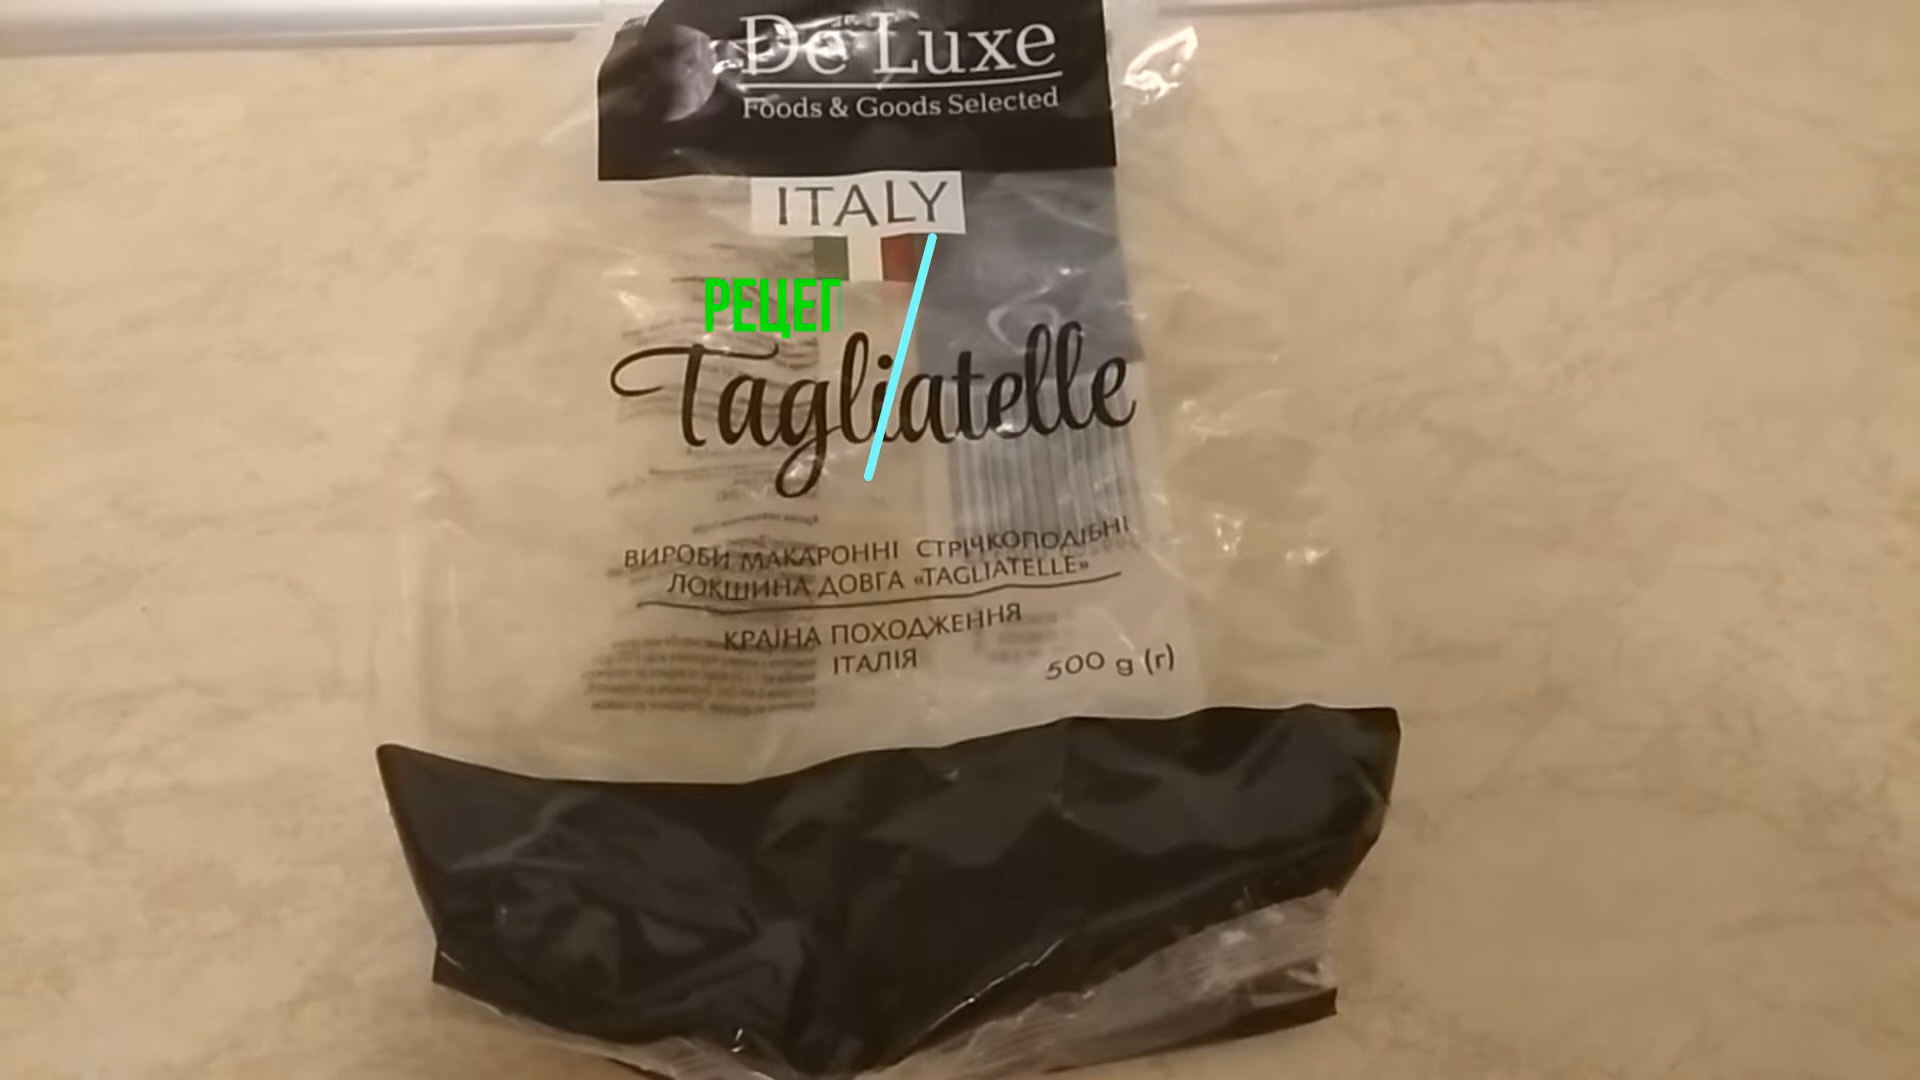 De Luxe
Foods & Goods Selected
ITALY
РЕЦЕП
Tagliatelle
ВИРОБИ МАКАРОННІ СТРІЧКОПОДІБНІ
ЛОКШИНА ДОВГА «TAGLIATELLE»
КРАЇНА ПОХОДЖЕННЯ
ІТАЛІЯ
500 g (г)